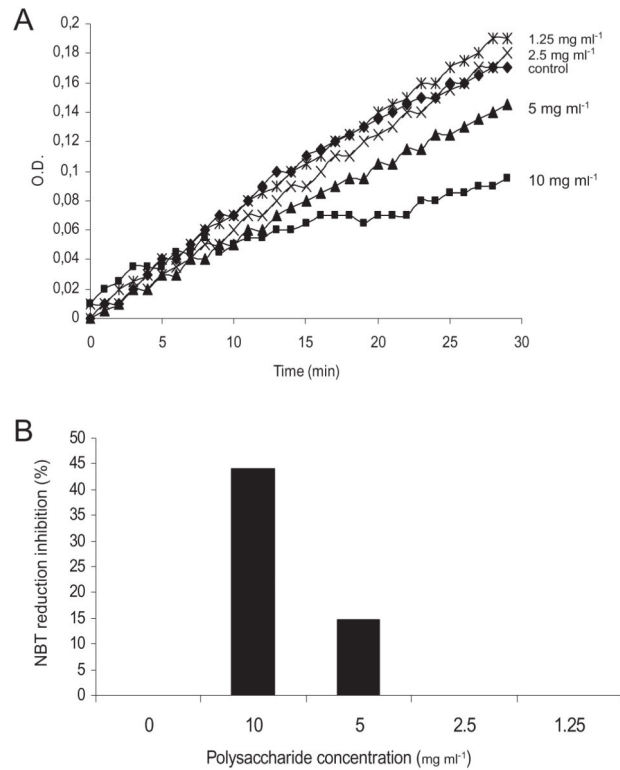 A
0,2
0,18
0,16
0,14
0,12
0,1
0,08
0,06
0,04
0,02
0
O.D.
1.25 mg ml-1
2.5 mg ml-1
control
5 mg ml-1
10 mg ml-1
0 5 10 15 20 25 30
Time (min)
B
50
45
40
35
30
25
20
15
10
5
0
NBT reduction inhibition (%)
0 10 5 2.5 1.25
Polysaccharide concentration (mg ml-1)